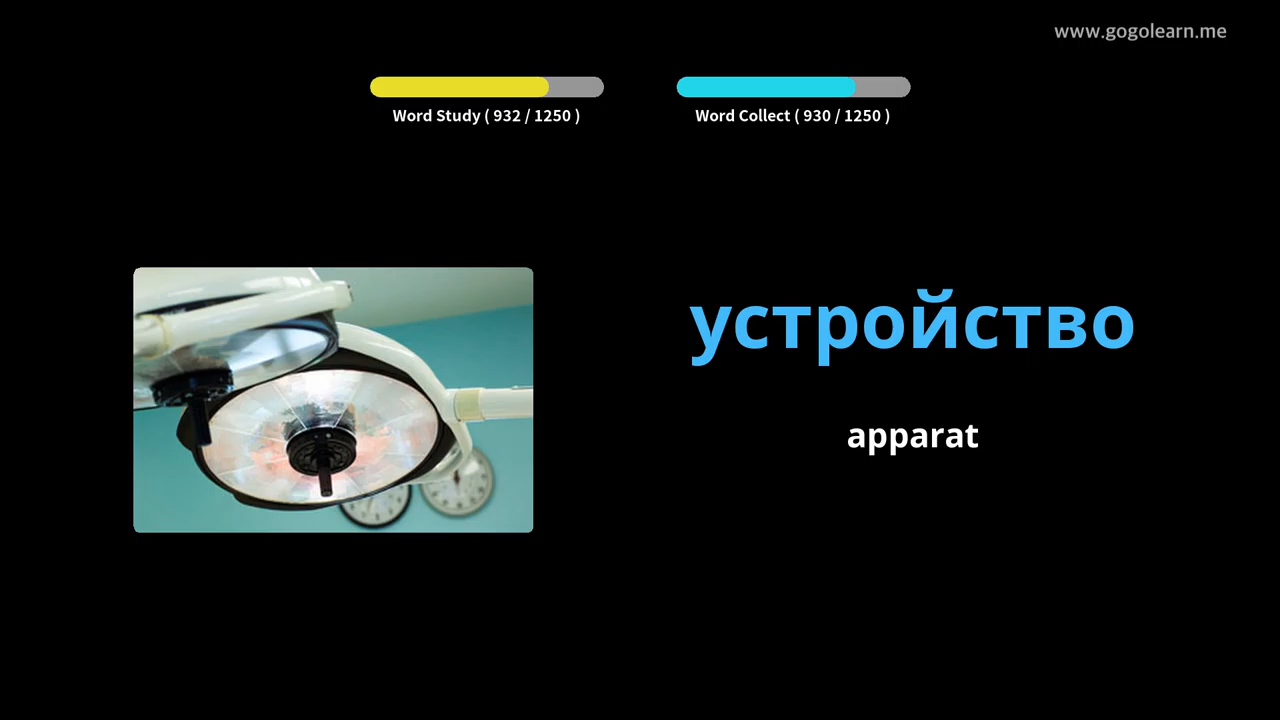 www.gogolearn.me
Word Study ( 932 / 1250 )
Word Collect ( 930 / 1250 )
устройство
apparat